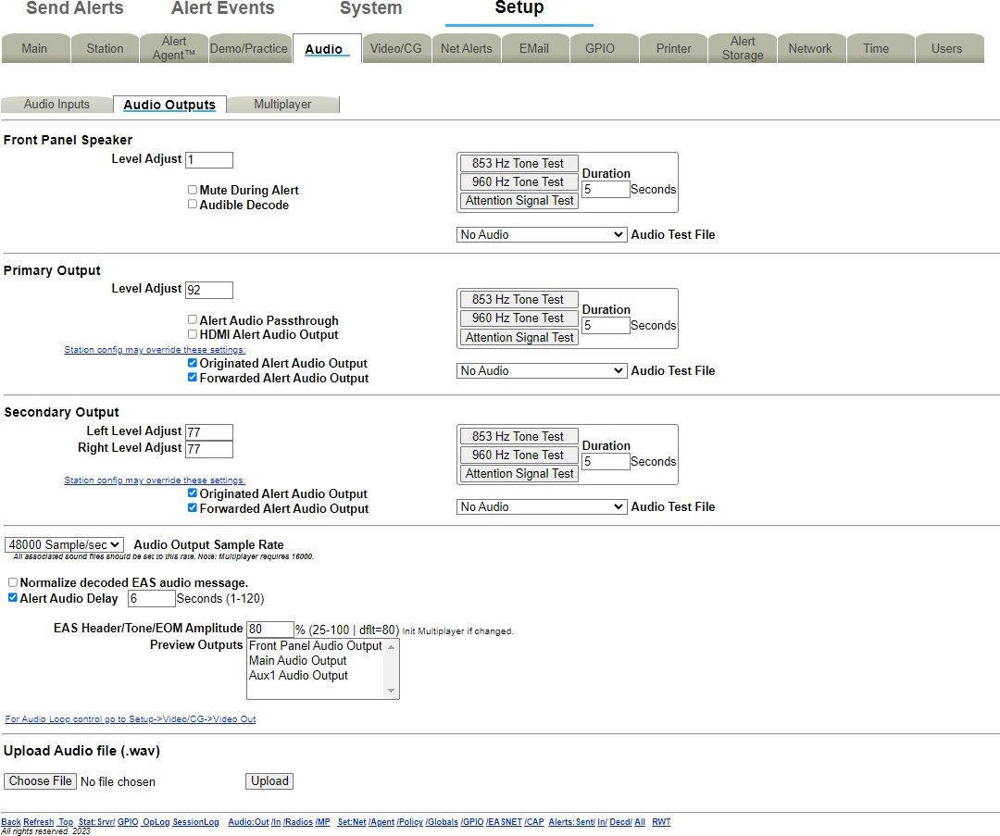 Send Alerts Alert Events System Setup
Main Station Alert Agent™ Demo/Practice Audio Video/CG Net Alerts EMail GPIO Printer Alert Storage Network Time Users
Audio Inputs Audio Outputs Multiplayer
Front Panel Speaker
Level Adjust 1
853 Hz Tone Test
960 Hz Tone Test
Attention Signal Test
Duration
5 Seconds
Mute During Alert
Audible Decode
No Audio Audio Test File
Primary Output
Level Adjust 92
853 Hz Tone Test
960 Hz Tone Test
Attention Signal Test
Duration
5 Seconds
Alert Audio Passthrough
HDMI Alert Audio Output
Station config may override these settings:
Originated Alert Audio Output
Forwarded Alert Audio Output
No Audio Audio Test File
Secondary Output
Left Level Adjust 77
Right Level Adjust 77
853 Hz Tone Test
960 Hz Tone Test
Attention Signal Test
Duration
5 Seconds
Station config may override these settings:
Originated Alert Audio Output
Forwarded Alert Audio Output
No Audio Audio Test File
48000 Sample/sec Audio Output Sample Rate
All associated sound files should be set to this rate. Note: Multiplayer requires 16000.
Normalize decoded EAS audio message.
Alert Audio Delay 6 Seconds (1-120)
EAS Header/Tone/EOM Amplitude 80 % (25-100 | dflt=80) Init Multiplayer if changed.
Preview Outputs
Front Panel Audio Output
Main Audio Output
Aux1 Audio Output
For Audio Loop control go to Setup->Video/CG->Video Out
Upload Audio file (.wav)
Choose File No file chosen Upload
Back Refresh Top Stat:Srvr/ GPIO OpLog SessionLog Audio:Out /In /Radios /MP Set:Net /Agent /Policy /Globals /GPIO /EASNET /CAP Alerts:Sent/ In/ Decd/ All RWT
All rights reserved. 2023